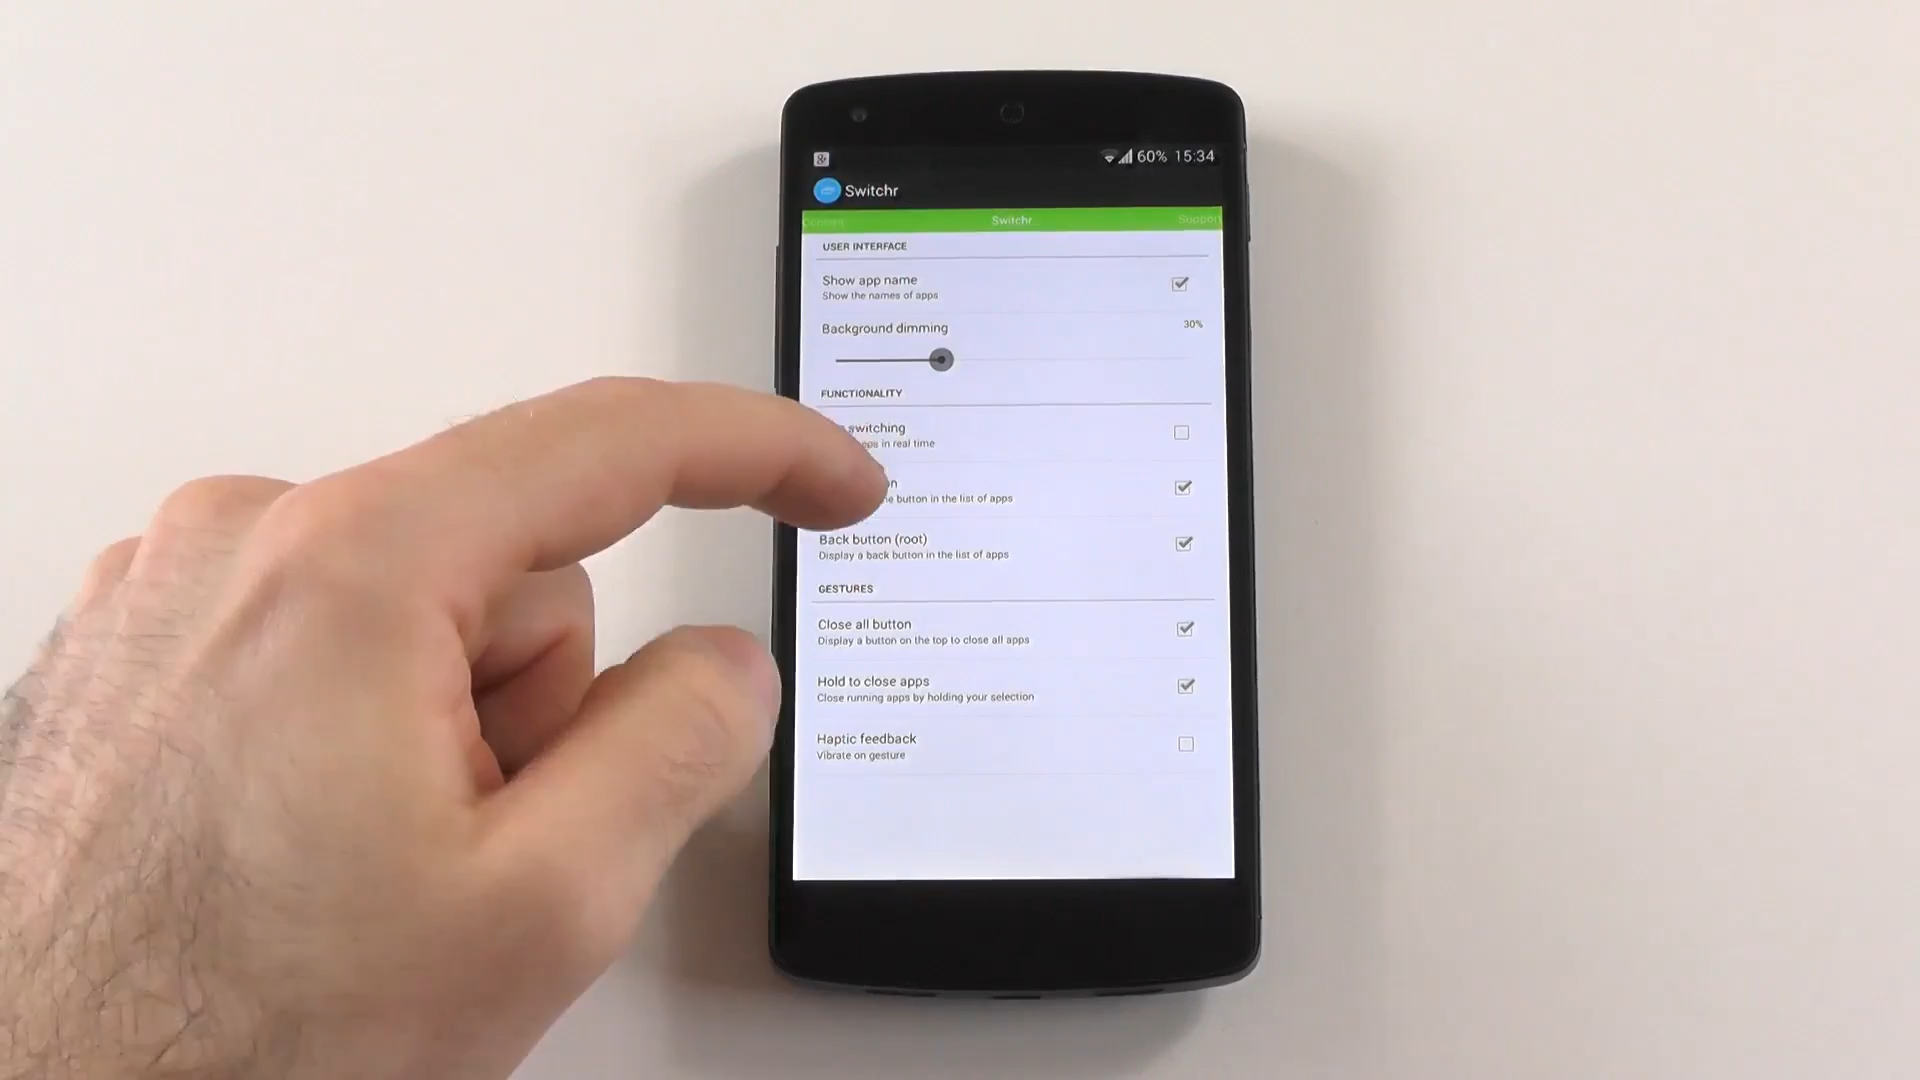 60% 15:34
Switchr
Switchr Support
USER INTERFACE
Show app name
Show the names of apps
Background dimming 30%
FUNCTIONALITY
switching
in real time
button in the list of apps
Back button (root)
Display a back button in the list of apps
GESTURES
Close all button
Display a button on the top to close all apps
Hold to close apps
Close running apps by holding your selection
Haptic feedback
Vibrate on gesture